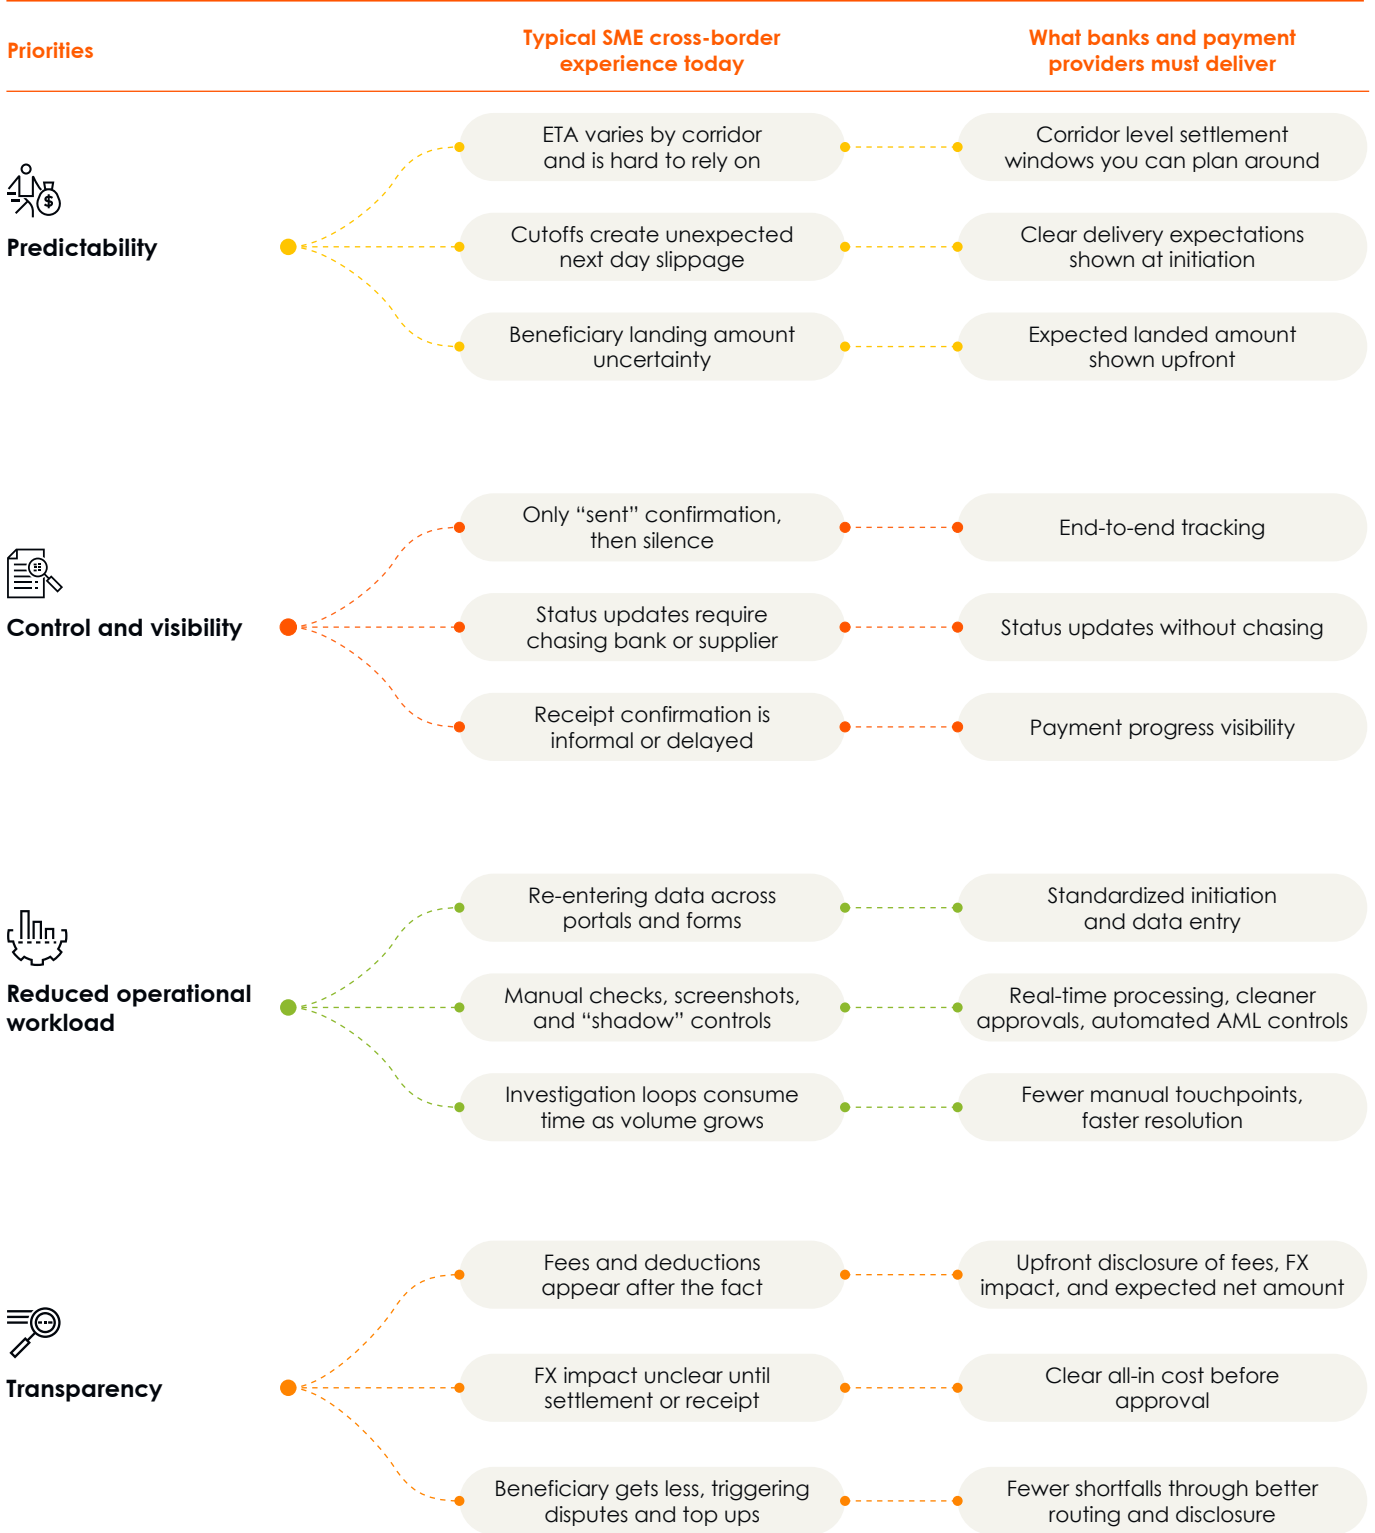 Priorities
Typical SME cross-border
experience today
What banks and payment
providers must deliver
Predictability
ETA varies by corridor
and is hard to rely on
Corridor level settlement
windows you can plan around
Cutoffs create unexpected
next day slippage
Clear delivery expectations
shown at initiation
Beneficiary landing amount
uncertainty
Expected landed amount
shown upfront
Control and visibility
Only “sent” confirmation,
then silence
End-to-end tracking
Status updates require
chasing bank or supplier
Status updates without chasing
Receipt confirmation is
informal or delayed
Payment progress visibility
Reduced operational
workload
Re-entering data across
portals and forms
Standardized initiation
and data entry
Manual checks, screenshots,
and “shadow” controls
Real-time processing, cleaner
approvals, automated AML controls
Investigation loops consume
time as volume grows
Fewer manual touchpoints,
faster resolution
Transparency
Fees and deductions
appear after the fact
Upfront disclosure of fees, FX
impact, and expected net amount
FX impact unclear until
settlement or receipt
Clear all-in cost before
approval
Beneficiary gets less, triggering
disputes and top ups
Fewer shortfalls through better
routing and disclosure